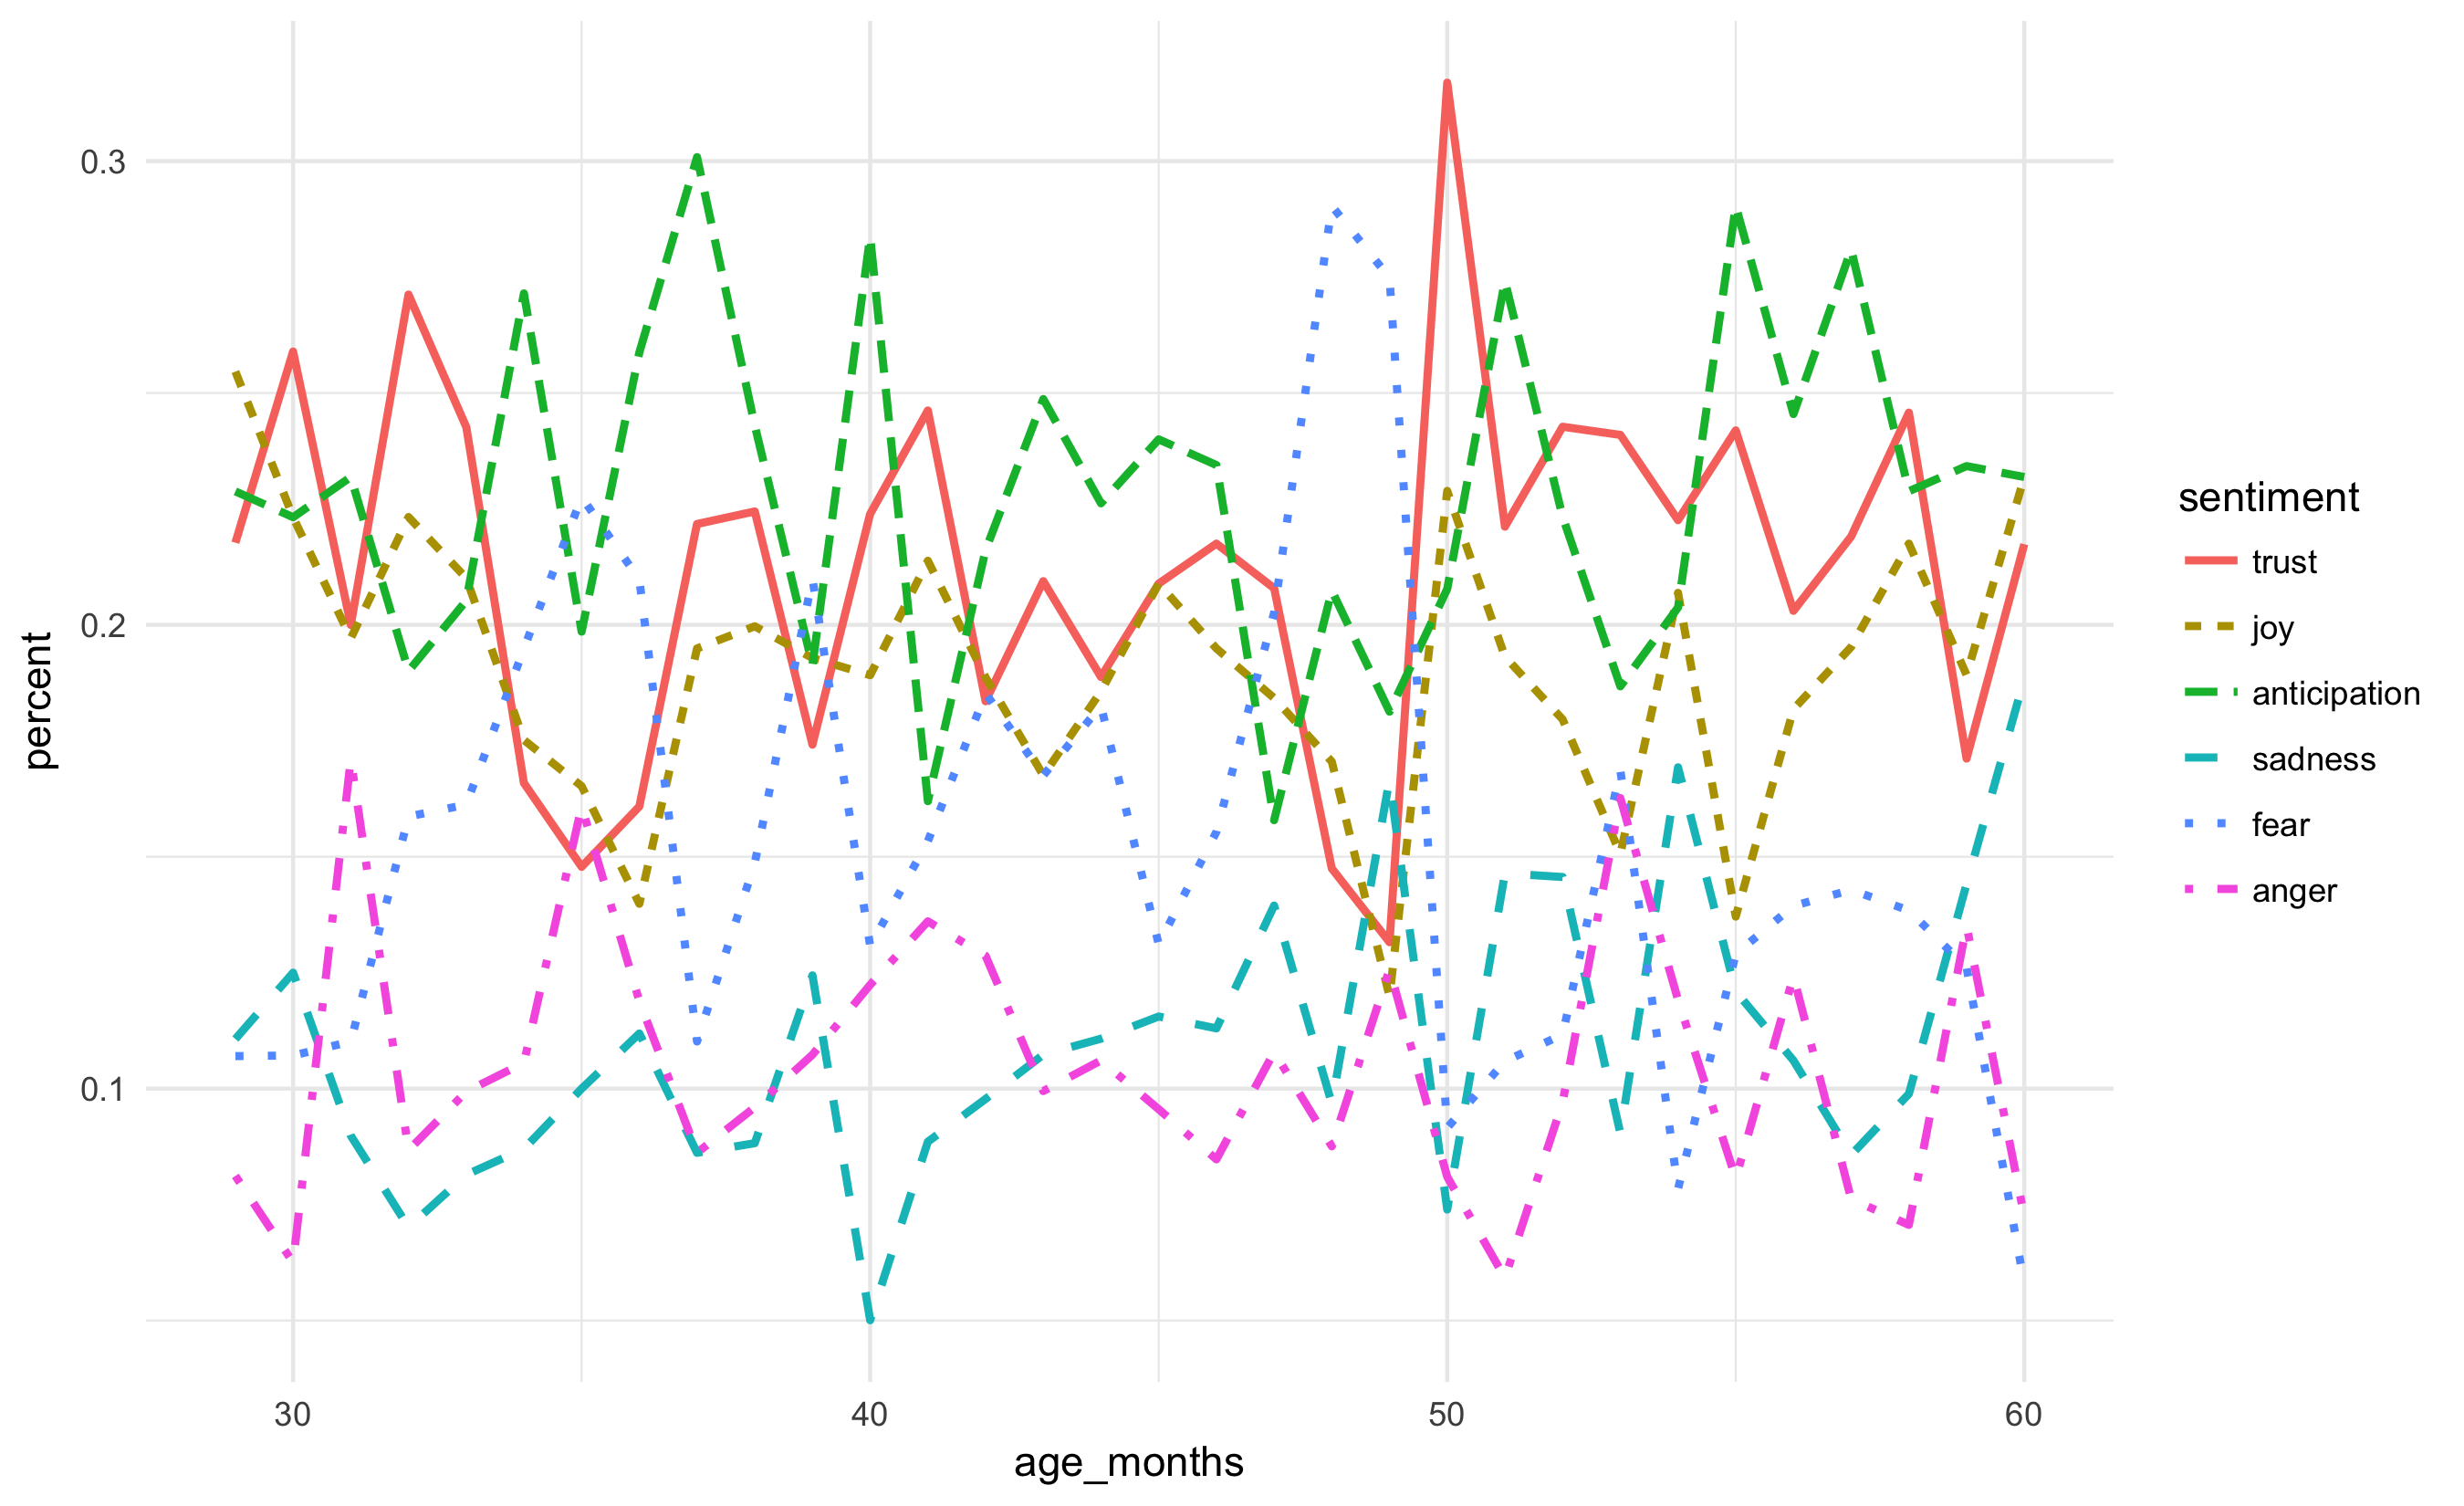 percent
0.3
0.2
0.1
30
40
50
60
age_months
sentiment
trust
joy
anticipation
sadness
fear
anger